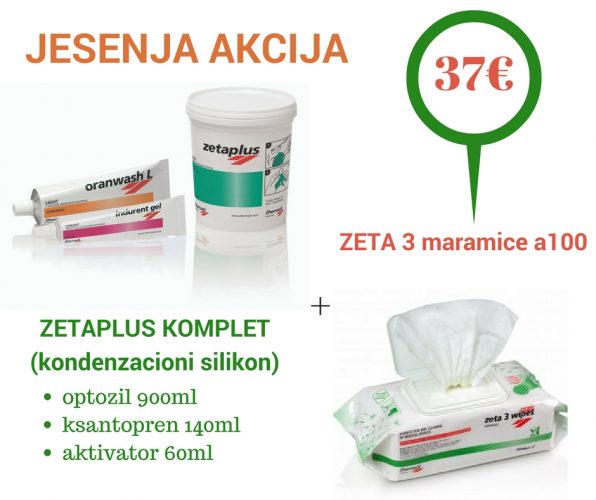 JESENJA AKCIJA
37€
zetaplus
oranwash L
LIGHT
indurent gel
ZETA 3 maramice a100
+
ZETAPLUS KOMPLET
(kondenzacioni silikon)
• optozil 900ml
• ksantopren 140ml
• aktivator 60ml
zeta 3 wipes